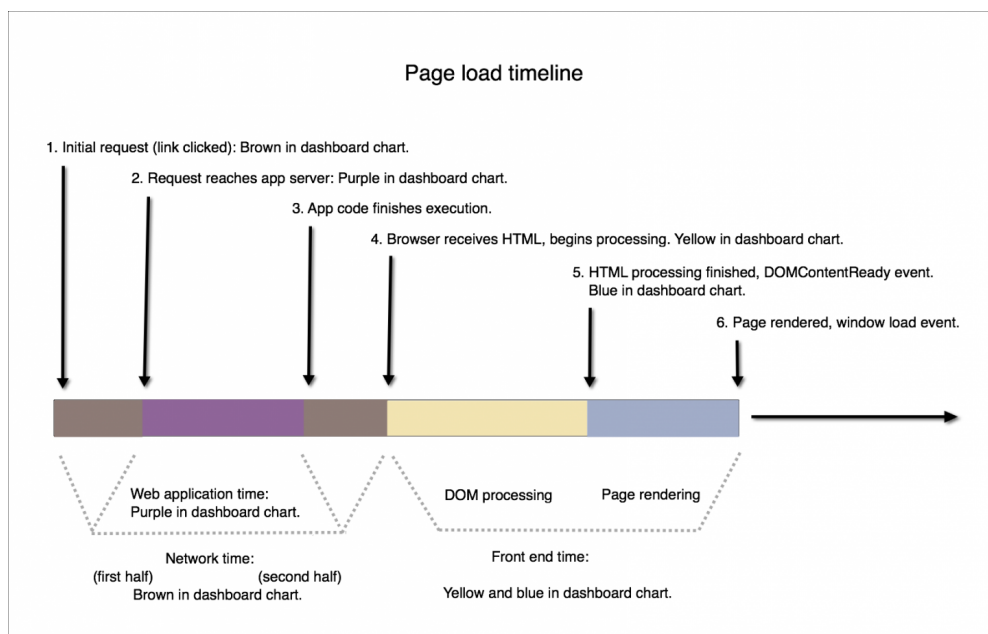 Page load timeline
1. Initial request (link clicked): Brown in dashboard chart.
2. Request reaches app server: Purple in dashboard chart.
3. App code finishes execution.
4. Browser receives HTML, begins processing. Yellow in dashboard chart.
5. HTML processing finished, DOMContentReady event.
Blue in dashboard chart.
6. Page rendered, window load event.
Web application time:
Purple in dashboard chart.
DOM processing
Page rendering
Network time:
(first half)
(second half)
Brown in dashboard chart.
Front end time:
Yellow and blue in dashboard chart.